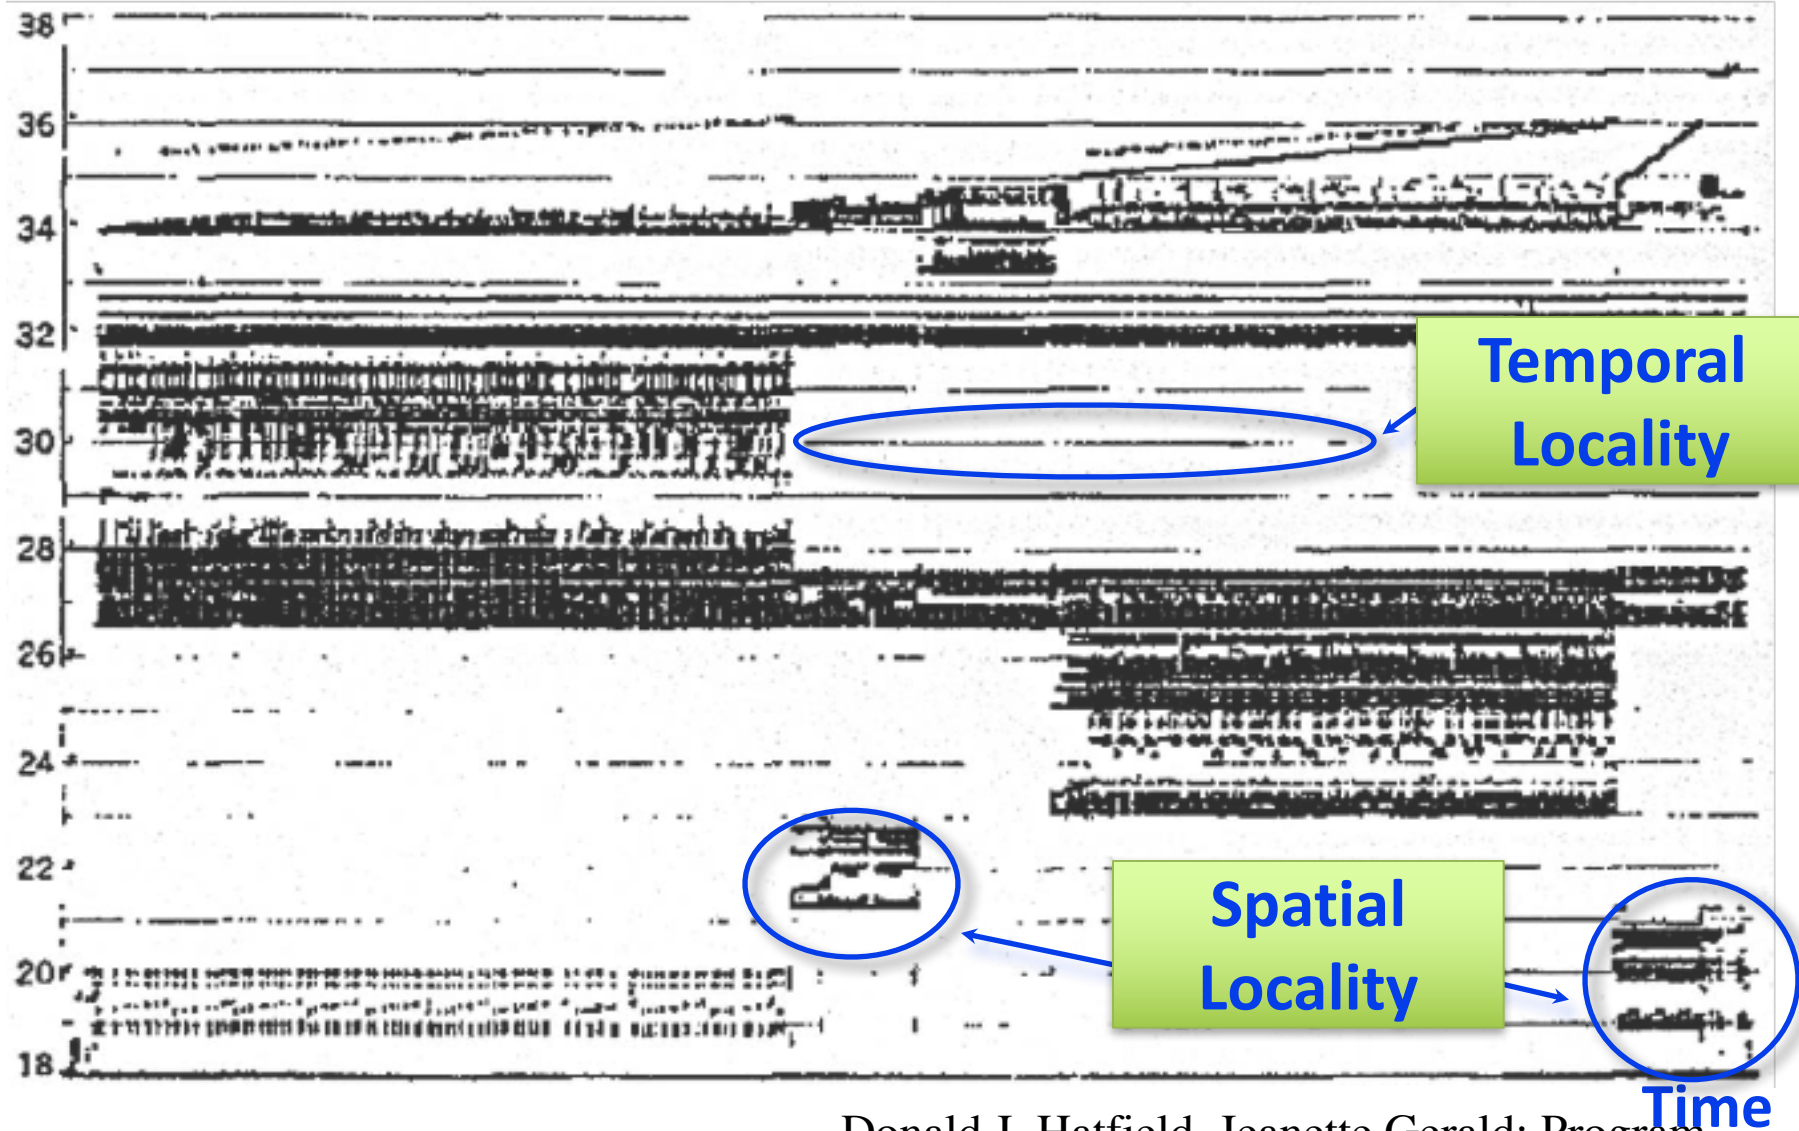 38
36
34
32
Temporal
Locality
30
28
26
24
22
Spatial
Locality
20
18
Time
Donald J. Hatfield, Jeanette Gerald: Program